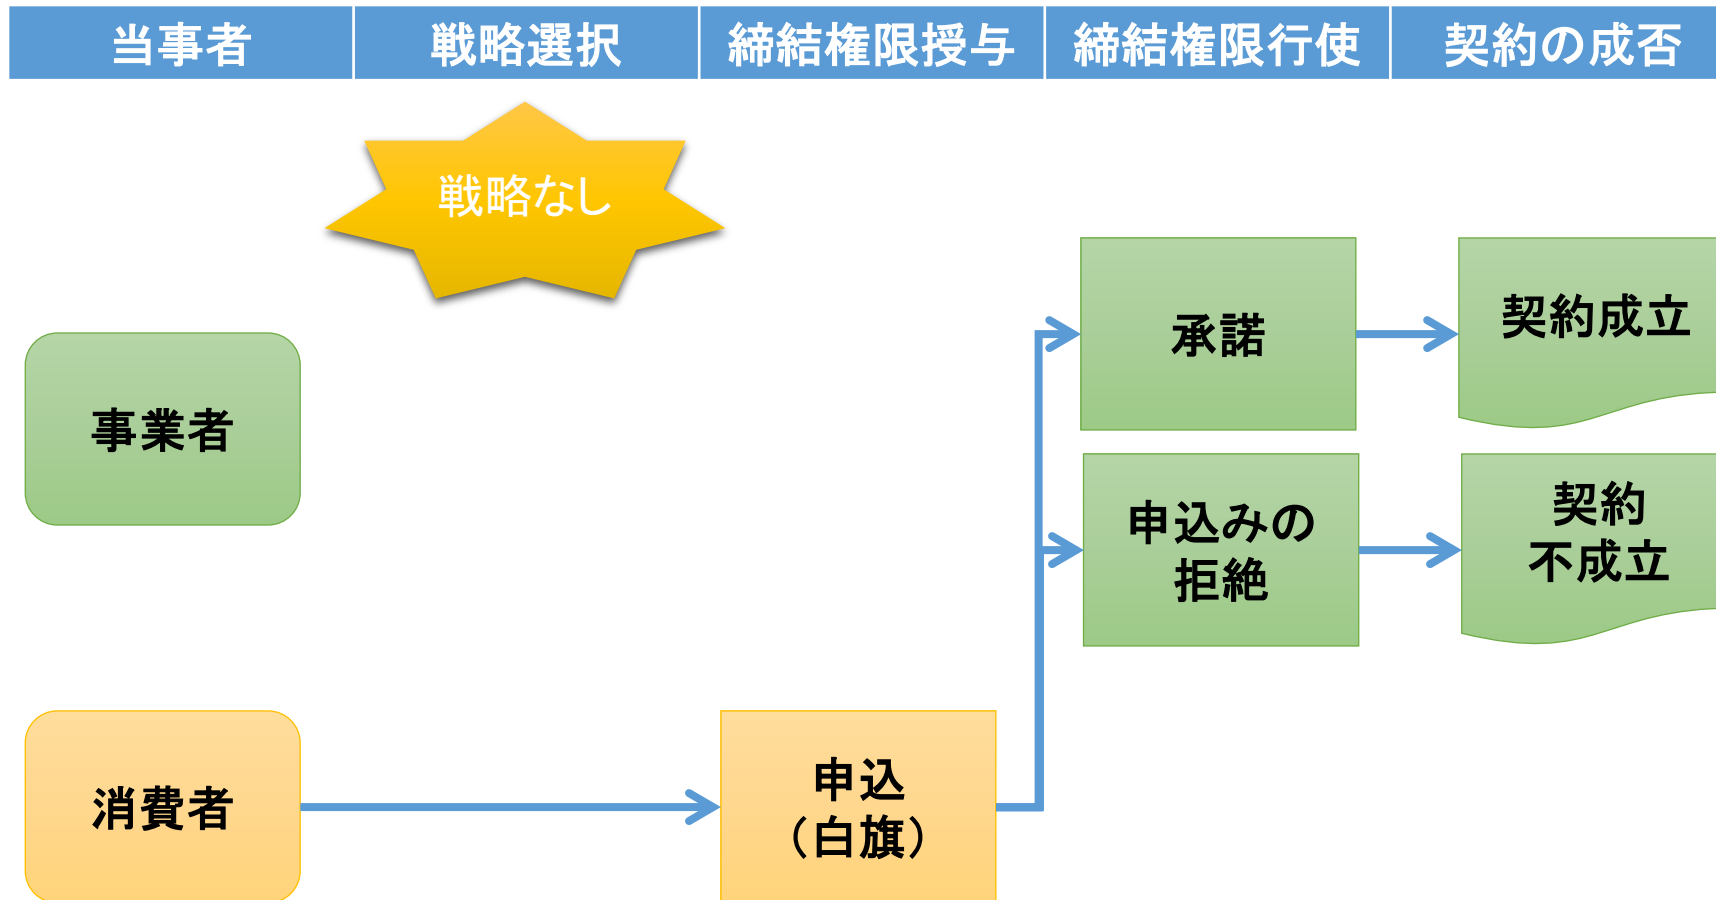 当事者
戦略選択
締結権限授与
締結権限行使
契約の成否
戦略なし
承諾
契約成立
事業者
申込みの
拒絶
契約
不成立
消費者
申込
（白旗）